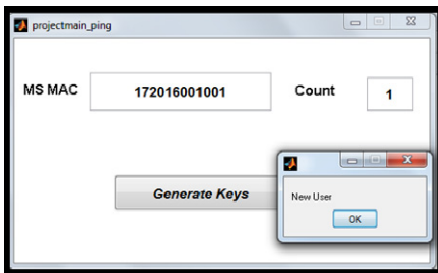 projectmain_ping
MS MAC 172016001001 Count 1
Generate Keys
New User
OK